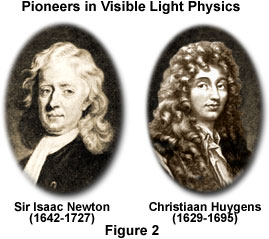 Pioneers in Visible Light Physics
Sir Isaac Newton
(1642-1727)
Christiaan Huygens
(1629-1695)
Figure 2